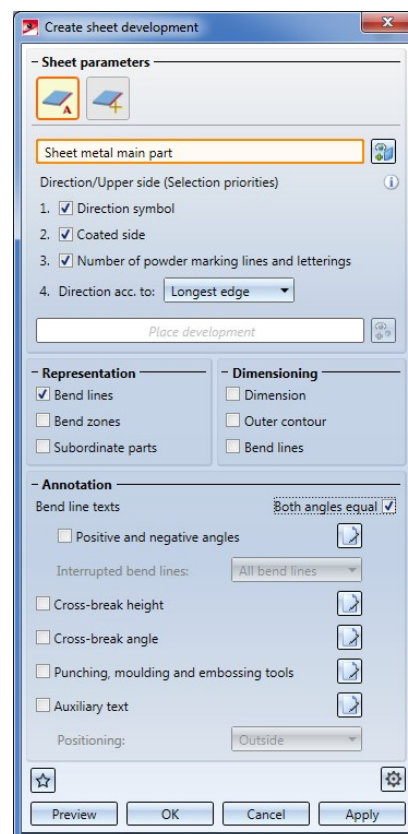 Create sheet development
Sheet parameters
A
Sheet metal main part
Direction/Upper side (Selection priorities)
1. Direction symbol
2. Coated side
3. Number of powder marking lines and letterings
4. Direction acc. to: Longest edge
Place development
Representation
Bend lines
Bend zones
Subordinate parts
Dimensioning
Dimension
Outer contour
Bend lines
Annotation
Bend line texts Both angles equal
Positive and negative angles
Interrupted bend lines: All bend lines
Cross-break height
Cross-break angle
Punching, moulding and embossing tools
Auxiliary text
Positioning: Outside
Preview OK Cancel Apply